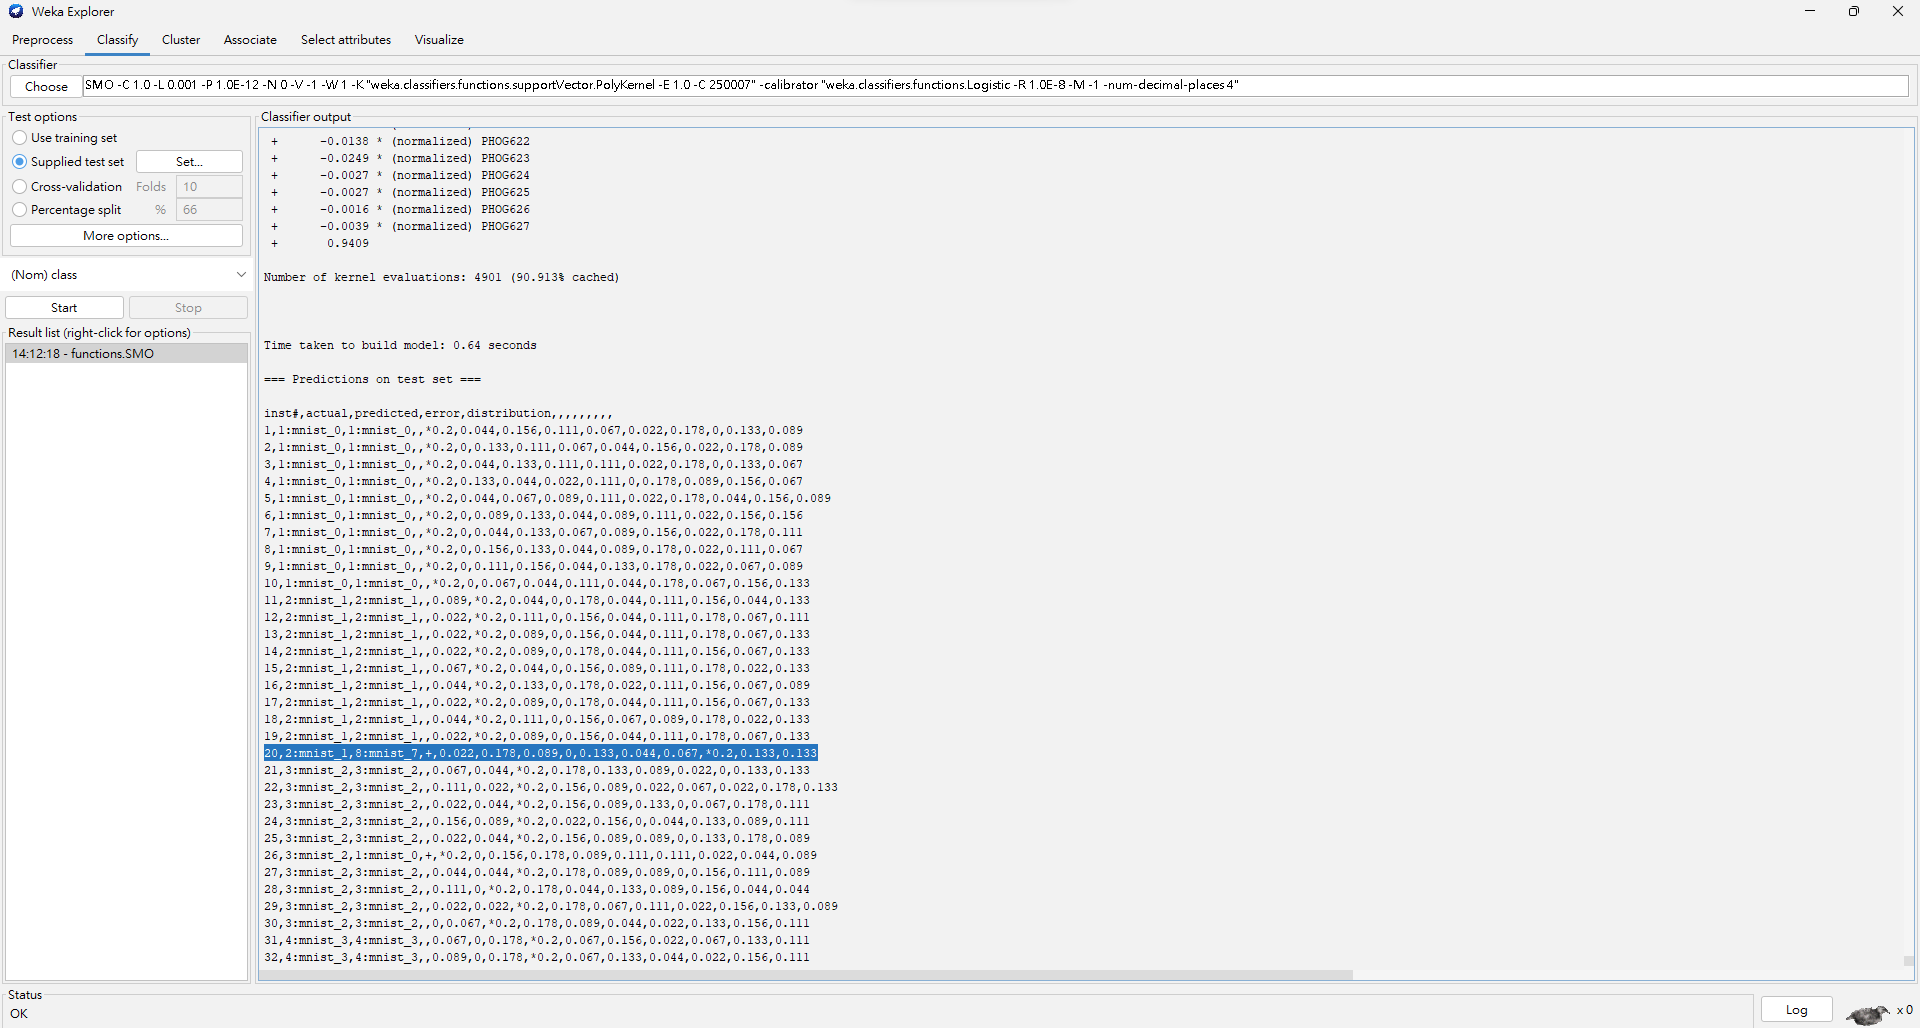 Weka Explorer
Preprocess Classify Cluster Associate Select attributes Visualize
Classifier
Choose SMO -C 1.0 -L 0.001 -P 1.0E-12 -N 0 -V -1 -W 1 -K "weka.classifiers.functions.supportVector.PolyKernel -E 1.0 -C 250007" -calibrator "weka.classifiers.functions.Logistic -R 1.0E-8 -M -1 -num-decimal-places 4"
Test options
Use training set
Supplied test set Set...
Cross-validation Folds 10
Percentage split % 66
More options...
(Nom) class
Start Stop
Result list (right-click for options)
14:12:18 - functions.SMO
Classifier output
+ -0.0138 * (normalized) PHOG622
+ -0.0249 * (normalized) PHOG623
+ -0.0027 * (normalized) PHOG624
+ -0.0027 * (normalized) PHOG625
+ -0.0016 * (normalized) PHOG626
+ -0.0039 * (normalized) PHOG627
+ 0.9409
Number of kernel evaluations: 4901 (90.913% cached)
Time taken to build model: 0.64 seconds
=== Predictions on test set ===
inst#,actual,predicted,error,distribution,,,,,,,,,
1,1:mnist_0,1:mnist_0,,*0.2,0.044,0.156,0.111,0.067,0.022,0.178,0,0.133,0.089
2,1:mnist_0,1:mnist_0,,*0.2,0,0.133,0.111,0.067,0.044,0.156,0.022,0.178,0.089
3,1:mnist_0,1:mnist_0,,*0.2,0.044,0.133,0.111,0.111,0.022,0.178,0,0.133,0.067
4,1:mnist_0,1:mnist_0,,*0.2,0.133,0.044,0.022,0.111,0,0.178,0.089,0.156,0.067
5,1:mnist_0,1:mnist_0,,*0.2,0.044,0.067,0.089,0.111,0.022,0.178,0.044,0.156,0.089
6,1:mnist_0,1:mnist_0,,*0.2,0,0.089,0.133,0.044,0.089,0.111,0.022,0.156,0.156
7,1:mnist_0,1:mnist_0,,*0.2,0,0.044,0.133,0.067,0.089,0.156,0.022,0.178,0.111
8,1:mnist_0,1:mnist_0,,*0.2,0,0.156,0.133,0.044,0.089,0.178,0.022,0.111,0.067
9,1:mnist_0,1:mnist_0,,*0.2,0,0.111,0.156,0.044,0.133,0.178,0.022,0.067,0.089
10,1:mnist_0,1:mnist_0,,*0.2,0,0.067,0.044,0.111,0.044,0.178,0.067,0.156,0.133
11,2:mnist_1,2:mnist_1,,0.089,*0.2,0.044,0,0.178,0.044,0.111,0.156,0.044,0.133
12,2:mnist_1,2:mnist_1,,0.022,*0.2,0.111,0,0.156,0.044,0.111,0.178,0.067,0.111
13,2:mnist_1,2:mnist_1,,0.022,*0.2,0.089,0,0.156,0.044,0.111,0.178,0.067,0.133
14,2:mnist_1,2:mnist_1,,0.022,*0.2,0.089,0,0.178,0.044,0.111,0.156,0.067,0.133
15,2:mnist_1,2:mnist_1,,0.067,*0.2,0.044,0,0.156,0.089,0.111,0.178,0.022,0.133
16,2:mnist_1,2:mnist_1,,0.044,*0.2,0.133,0,0.178,0.022,0.111,0.156,0.067,0.089
17,2:mnist_1,2:mnist_1,,0.022,*0.2,0.089,0,0.178,0.044,0.111,0.156,0.067,0.133
18,2:mnist_1,2:mnist_1,,0.044,*0.2,0.111,0,0.156,0.067,0.089,0.178,0.022,0.133
19,2:mnist_1,2:mnist_1,,0.022,*0.2,0.089,0,0.156,0.044,0.111,0.178,0.067,0.133
20,2:mnist_1,8:mnist_7,+,0.022,0.178,0.089,0,0.133,0.044,0.067,*0.2,0.133,0.133
21,3:mnist_2,3:mnist_2,,0.067,0.044,*0.2,0.178,0.133,0.089,0.022,0,0.133,0.133
22,3:mnist_2,3:mnist_2,,0.111,0.022,*0.2,0.156,0.089,0.022,0.067,0.022,0.178,0.133
23,3:mnist_2,3:mnist_2,,0.022,0.044,*0.2,0.156,0.089,0.133,0,0.067,0.178,0.111
24,3:mnist_2,3:mnist_2,,0.156,0.089,*0.2,0.022,0.156,0,0.044,0.133,0.089,0.111
25,3:mnist_2,3:mnist_2,,0.022,0.044,*0.2,0.156,0.089,0.089,0,0.133,0.178,0.089
26,3:mnist_2,1:mnist_0,+,*0.2,0,0.156,0.178,0.089,0.111,0.111,0.022,0.044,0.089
27,3:mnist_2,3:mnist_2,,0.044,0.044,*0.2,0.178,0.089,0.089,0,0.156,0.111,0.089
28,3:mnist_2,3:mnist_2,,0.111,0,*0.2,0.178,0.044,0.133,0.089,0.156,0.044,0.044
29,3:mnist_2,3:mnist_2,,0.022,0.022,*0.2,0.178,0.067,0.111,0.022,0.156,0.133,0.089
30,3:mnist_2,3:mnist_2,,0,0.067,*0.2,0.178,0.089,0.044,0.022,0.133,0.156,0.111
31,4:mnist_3,4:mnist_3,,0.067,0,0.178,*0.2,0.067,0.156,0.022,0.067,0.133,0.111
32,4:mnist_3,4:mnist_3,,0.089,0,0.178,*0.2,0.067,0.133,0.044,0.022,0.156,0.111
Status
OK
Log
x 0